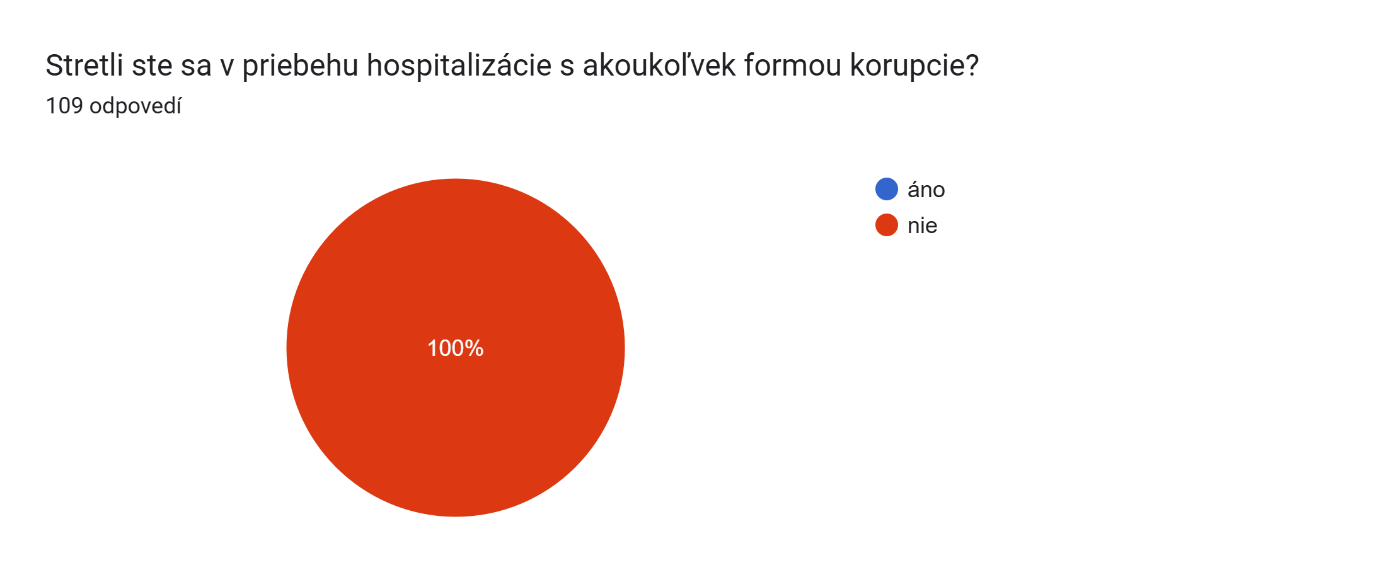 Stretli ste sa v priebehu hospitalizácie s akoukoľvek formou korupcie?
109 odpovedí
áno
nie
100%